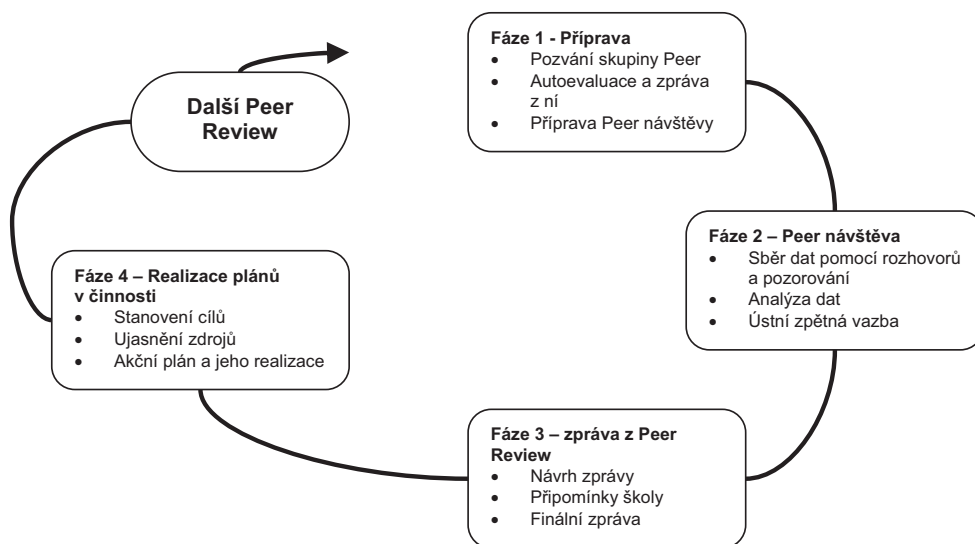 Fáze 1 - Příprava
• Pozvání skupiny Peer
• Autoevaluace a zpráva
z ní
• Příprava Peer návštěvy
Další Peer
Review
Fáze 2 – Peer návštěva
• Sběr dat pomocí rozhovorů
a pozorování
• Analýza dat
• Ústní zpětná vazba
Fáze 4 – Realizace plánů
v činnosti
• Stanovení cílů
• Ujasnění zdrojů
• Akční plán a jeho realizace
Fáze 3 – zpráva z Peer
Review
• Návrh zprávy
• Připomínky školy
• Finální zpráva